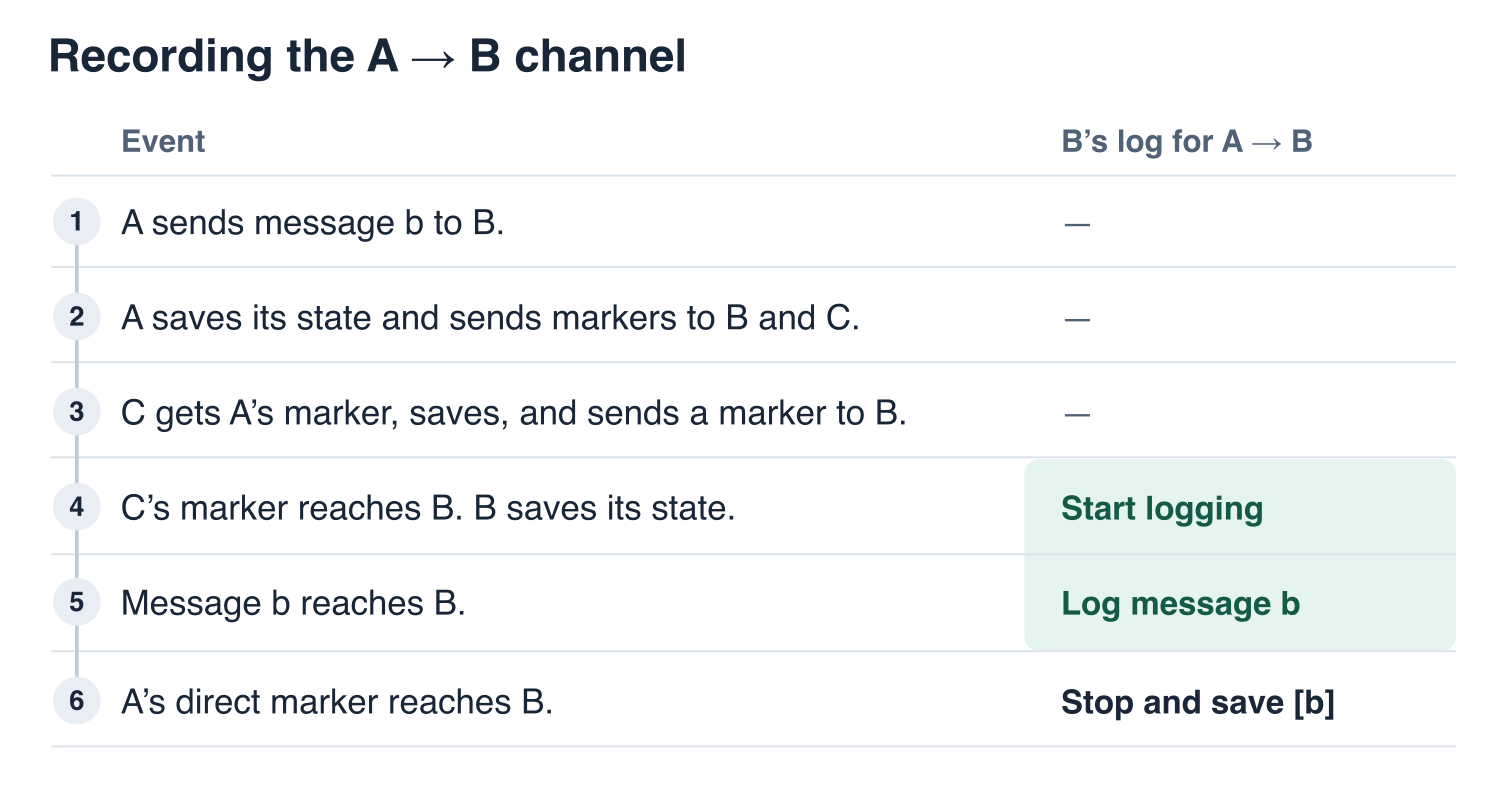 Recording the A → B channel
Event B’s log for A → B
1 A sends message b to B. —
2 A saves its state and sends markers to B and C. —
3 C gets A’s marker, saves, and sends a marker to B. —
4 C’s marker reaches B. B saves its state. Start logging
5 Message b reaches B. Log message b
6 A’s direct marker reaches B. Stop and save [b]